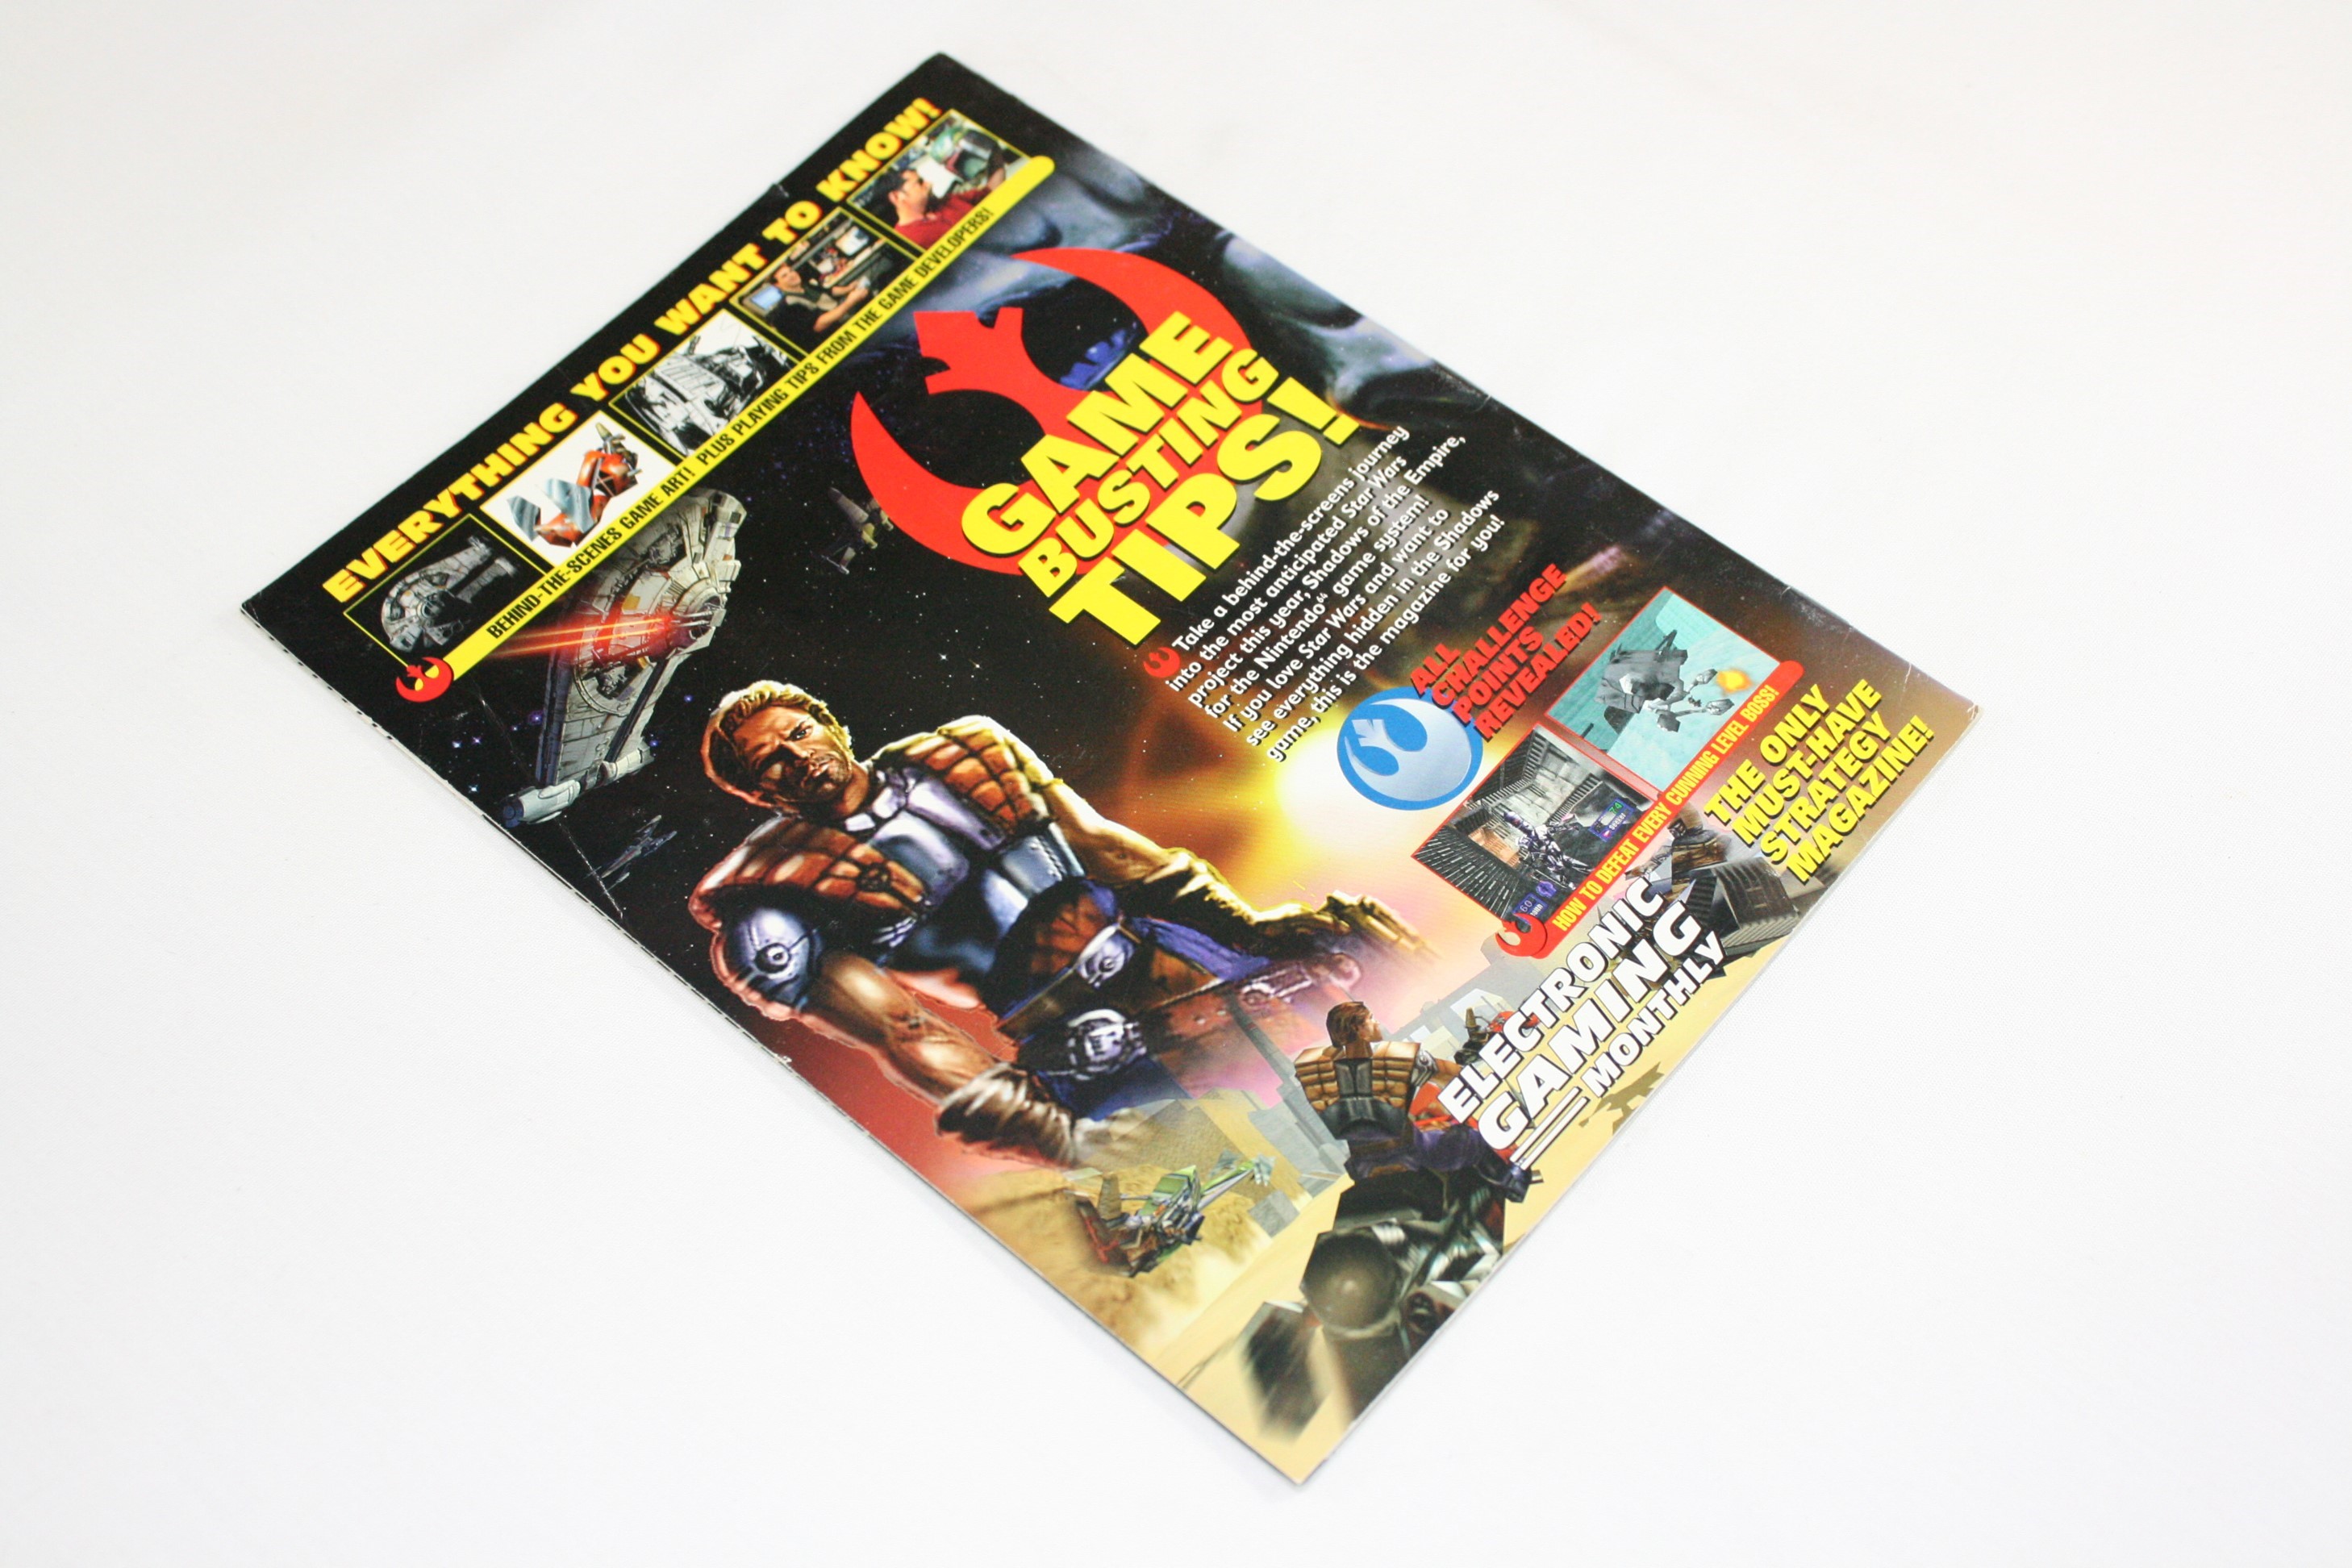 EVERYTHING YOU WANT TO KNOW!
BEHIND-THE-SCENES GAME ART! PLUS PLAYING TIPS FROM THE GAME DEVELOPERS!
GAME
BUSTING
TIPS!
Take a behind-the-screens journey
into the most anticipated Star Wars
project this year, Shadows of the Empire,
for the Nintendo⁶⁴ game system!
If you love Star Wars and want to
see everything hidden in the Shadows
game, this is the magazine for you!
ALL
CHALLENGE
POINTS
REVEALED!
HOW TO DEFEAT EVERY CUNNING LEVEL BOSS!
THE ONLY
MUST-HAVE
STRATEGY
MAGAZINE!
ELECTRONIC
GAMING
MONTHLY